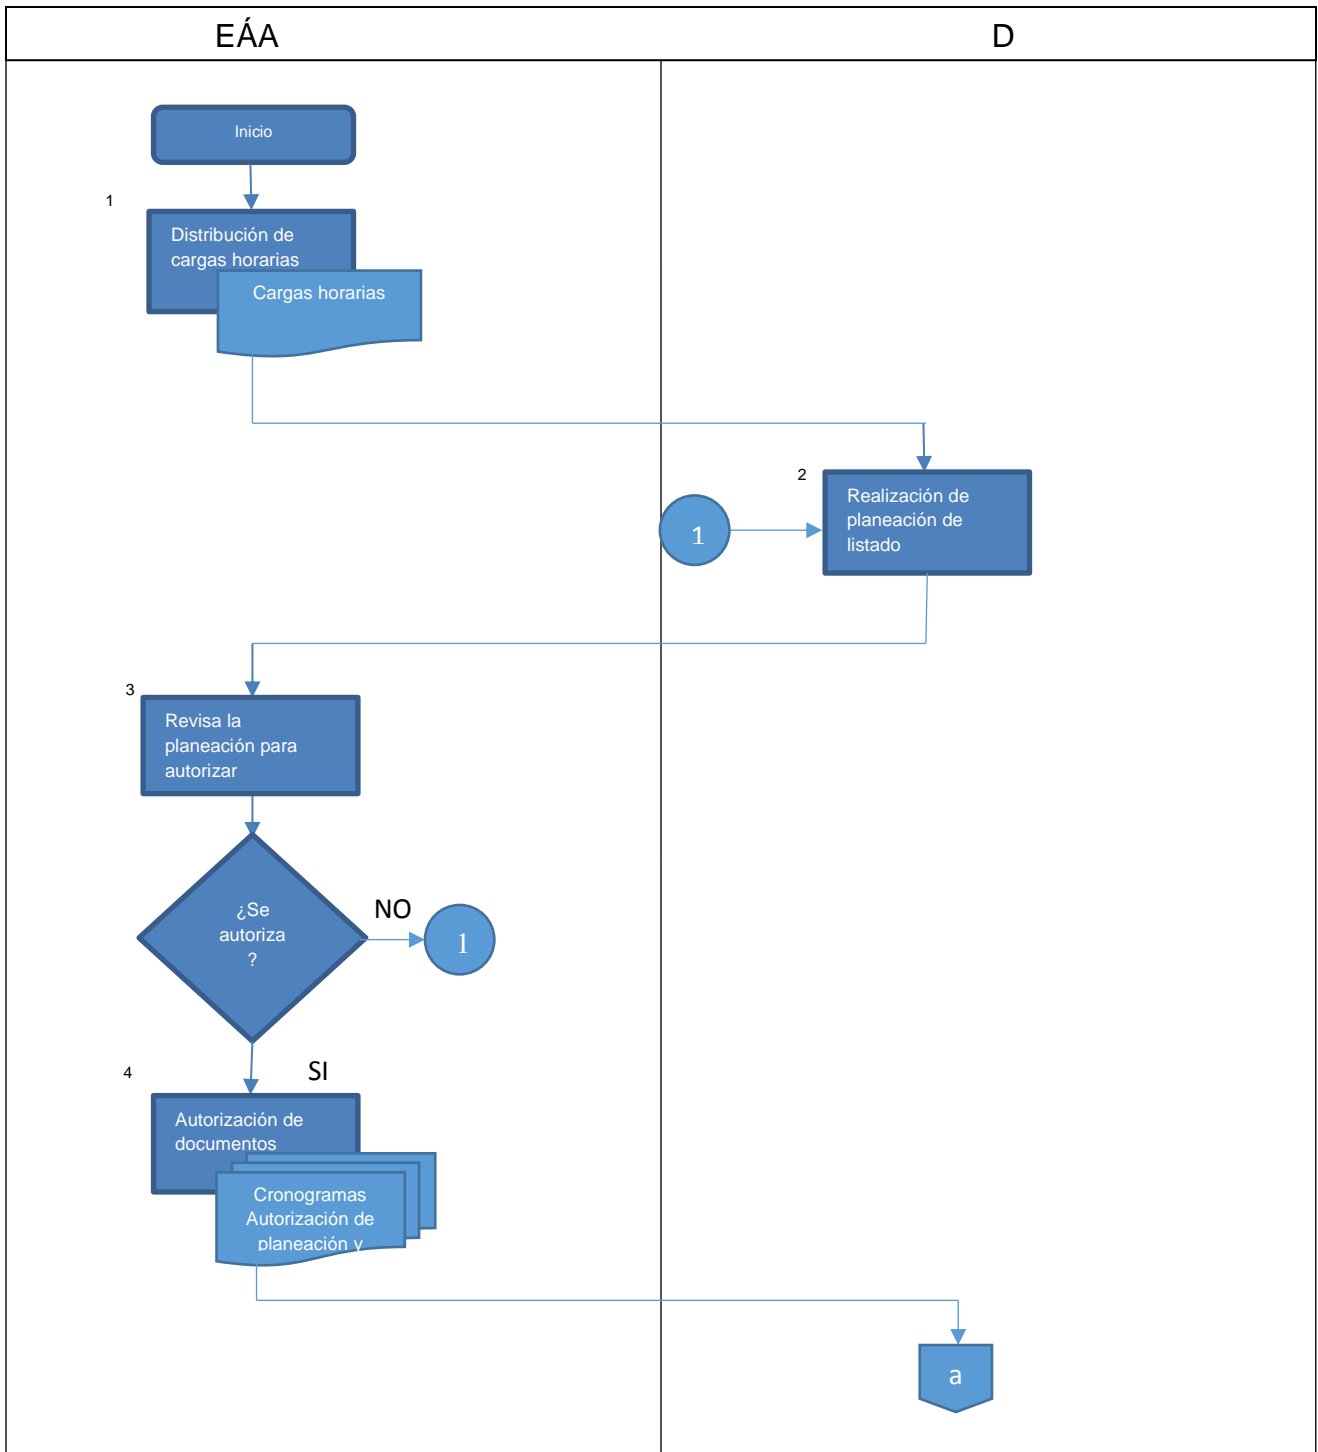 EÁA
D
Inicio
1
Distribución de
cargas horarias
Cargas horarias
2
Realización de
planeación de
listado
1
3
Revisa la
planeación para
autorizar
¿Se
autoriza
?
NO
1
SI
4
Autorización de
documentos
Cronogramas
Autorización de
planeación y
a